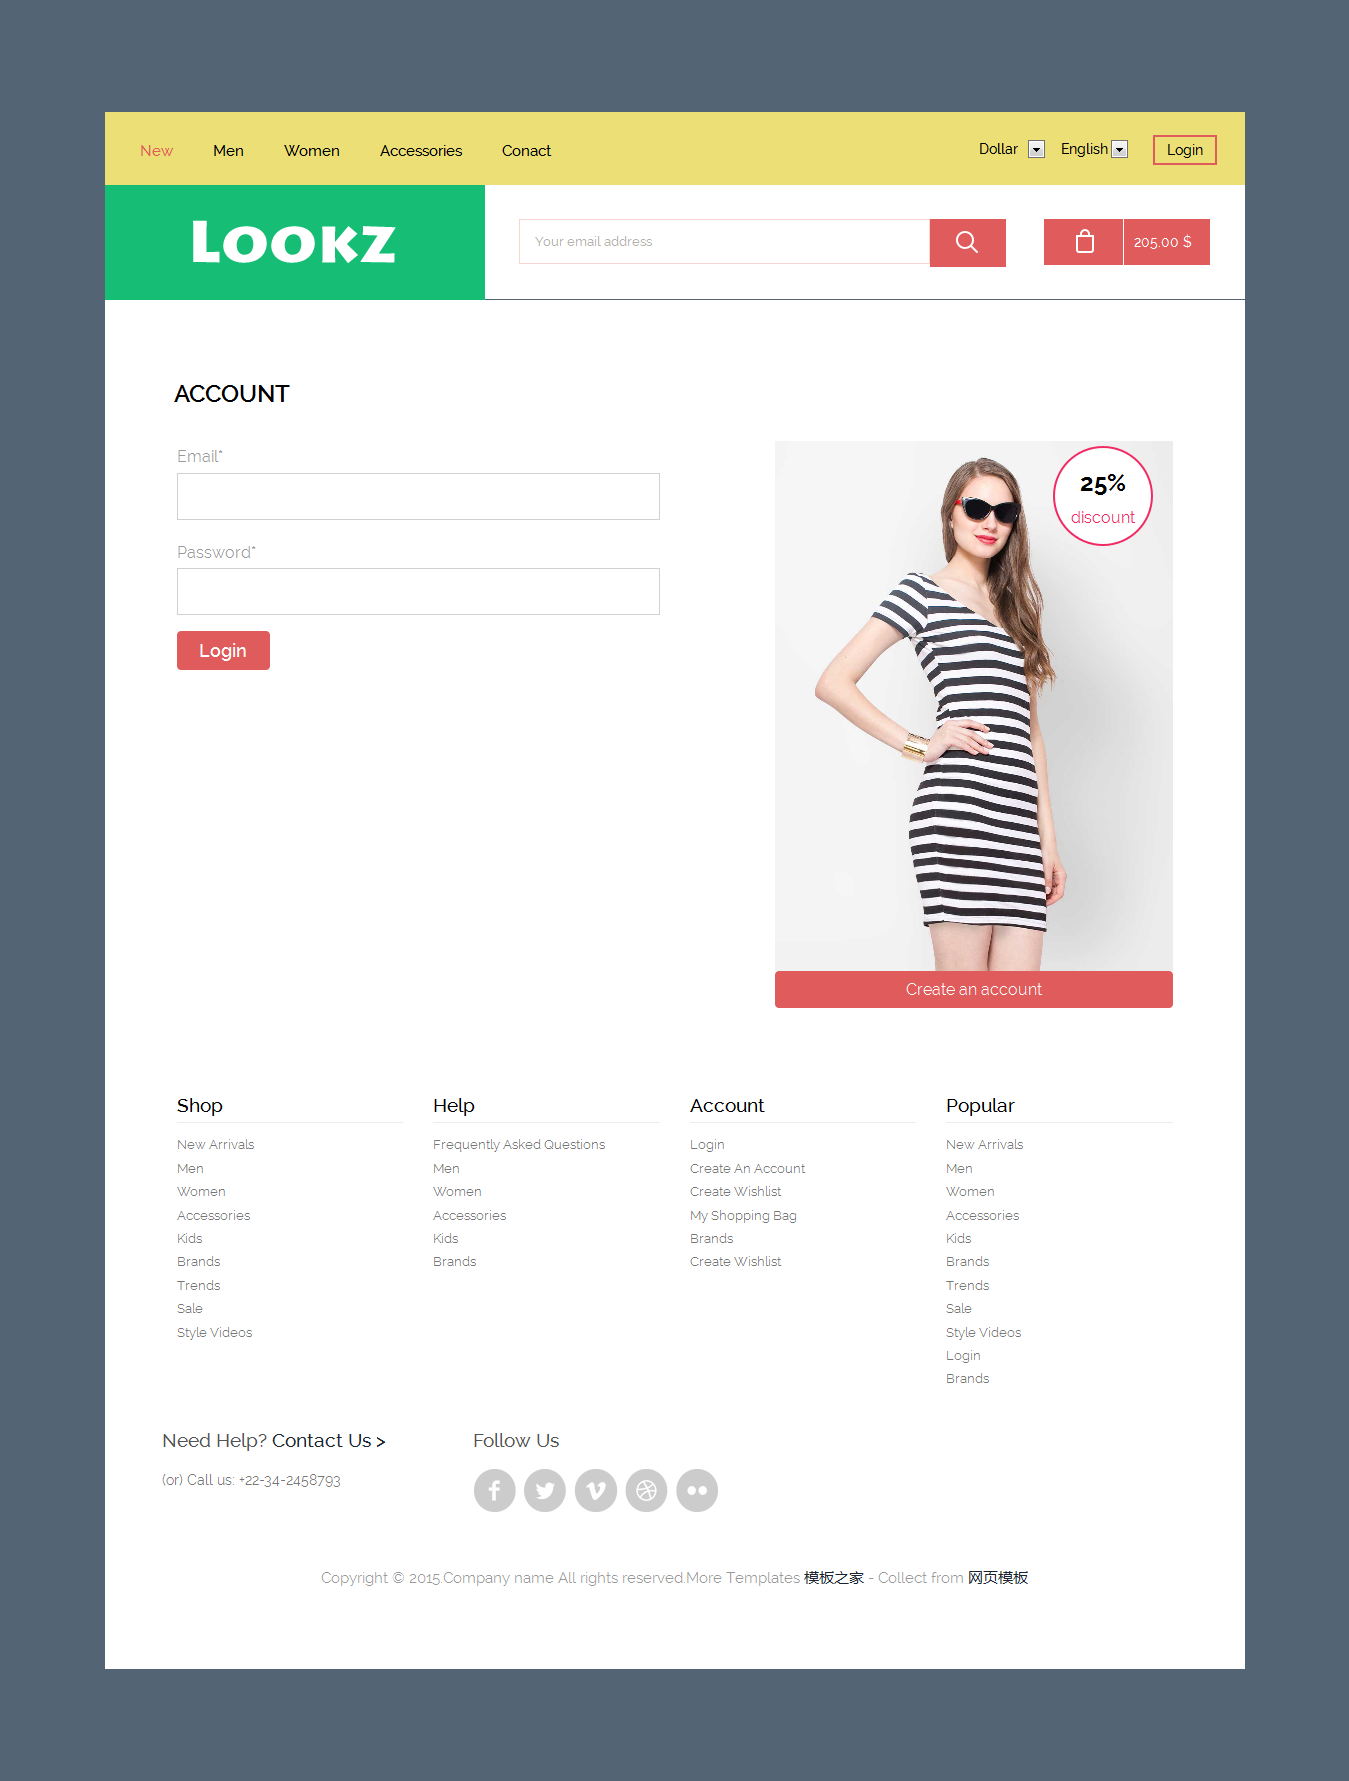 New Men Women Accessories Conact Dollar English Login
LOOKZ
Your email address
205.00 $
ACCOUNT
Email*
Password*
Login
25%
discount
Create an account
Shop
New Arrivals
Men
Women
Accessories
Kids
Brands
Trends
Sale
Style Videos
Help
Frequently Asked Questions
Men
Women
Accessories
Kids
Brands
Account
Login
Create An Account
Create Wishlist
My Shopping Bag
Brands
Create Wishlist
Popular
New Arrivals
Men
Women
Accessories
Kids
Brands
Trends
Sale
Style Videos
Login
Brands
Need Help? Contact Us >
(or) Call us: +22-34-2458793
Follow Us
Copyright © 2015.Company name All rights reserved.More Templates 模板之家 - Collect from 网页模板